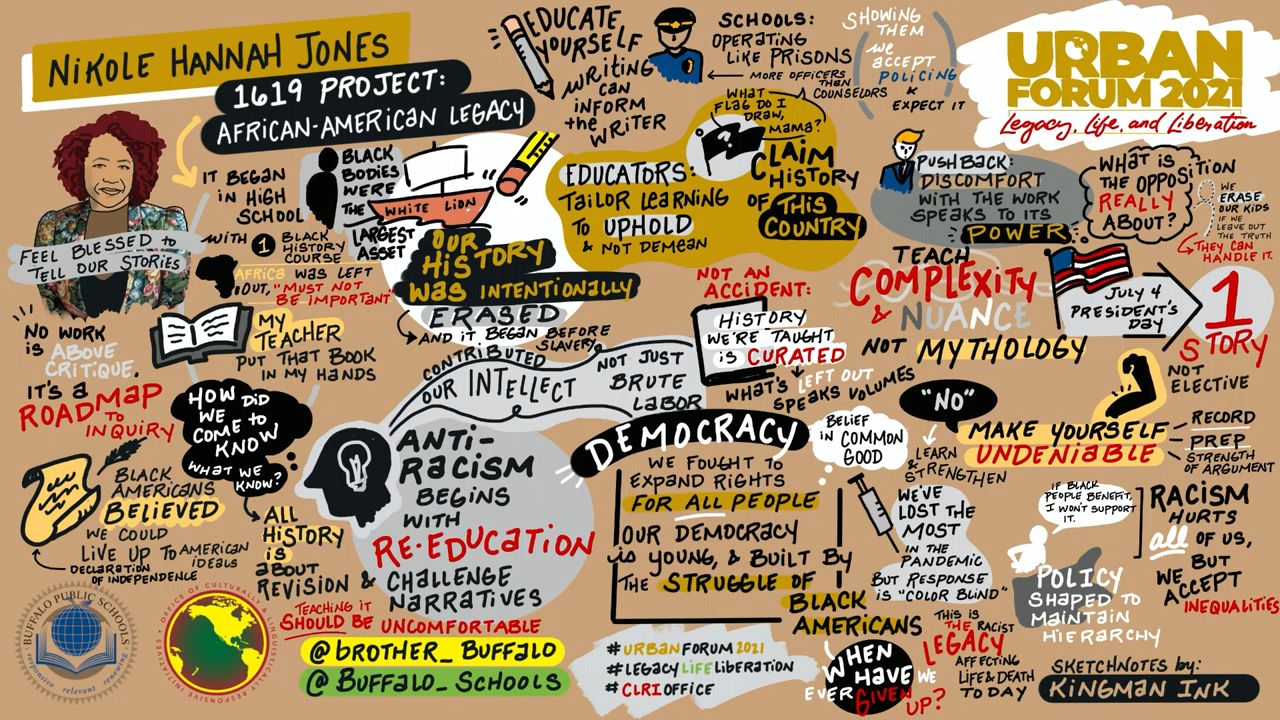 NIKOLE HANNAH JONES
1619 PROJECT:
AFRICAN-AMERICAN LEGACY
FEEL BLESSED to
TELL OUR STORIES
IT BEGAN
IN HIGH
SCHOOL
WITH 1 BLACK
HISTORY
COURSE
AFRICA WAS LEFT
OUT, "MUST NOT
BE IMPORTANT"
MY
TEACHER
PUT THAT BOOK
IN MY HANDS
NO WORK
is ABOVE
CRITIQUE.
IT'S a
ROADMAP
TO
INQUIRY
HOW DID
WE
COME to
KNOW
WHAT WE
KNOW?
BLACK
AMERICANS
BELIEVED
WE COULD
LIVE UP TO AMERICAN
IDEALS
DECLARATION
OF INDEPENDENCE
ALL
HISTORY
is
ABOUT
REVISION &
CHALLENGE
NARRATIVES
TEACHING IT
SHOULD BE UNCOMFORTABLE
BLACK
BODIES
WERE
THE
LARGEST
ASSET
WHITE LION
OUR
HISTORY
WAS INTENTIONALLY
ERASED
AND IT BEGAN BEFORE
SLAVERY
CONTRIBUTED
OUR INTELLECT
NOT JUST
BRUTE
LABOR
ANTI-
RACISM
BEGINS
WITH
RE-EDUCATION
EDUCATE
YOURSELF
WRITING
CAN
INFORM
the
WRITER
SCHOOLS:
OPERATING
LIKE PRISONS
MORE OFFICERS
THAN
COUNSELORS
SHOWING
THEM
we
ACCEPT
POLICING
&
EXPECT IT
WHAT
FLAG DO I
DRAW,
MAMA?
?
EDUCATORS:
TAILOR LEARNING
TO UPHOLD
& NOT DEMEAN
CLAIM
HISTORY
OF THIS
COUNTRY
NOT AN
ACCIDENT:
HISTORY
WE'RE TAUGHT
is CURATED
WHAT'S LEFT OUT
SPEAKS VOLUMES
URBAN
FORUM 2021
Legacy, Life, and Liberation
PUSHBACK:
DISCOMFORT
WITH THE WORK
SPEAKS TO ITS
POWER
WHAT IS
THE OPPOSITION
REALLY
ABOUT?
WE
ERASE
OUR KIDS
IF WE
LEAVE OUT
THE TRUTH
THEY CAN
HANDLE IT.
TEACH
COMPLEXITY
& NUANCE
NOT MYTHOLOGY
JULY 4
PRESIDENT'S
DAY
1
STORY
DEMOCRACY
WE FOUGHT TO
EXPAND RIGHTS
FOR ALL PEOPLE
OUR DEMOCRACY
is YOUNG, & BUILT BY
THE STRUGGLE OF
BLACK
AMERICANS
BELIEF
IN COMMON
GOOD
"NO"
LEARN
&
STRENGTHEN
NOT
ELECTIVE
MAKE YOURSELF
UNDENIABLE
RECORD
PREP
STRENGTH
OF ARGUMENT
WE'VE
LOST THE
MOST
IN THE
PANDEMIC
BUT RESPONSE
is "COLOR BLIND"
THIS IS
THE RACIST
LEGACY
AFFECTING
LIFE & DEATH
TODAY
IF BLACK
PEOPLE BENEFIT,
I WON'T SUPPORT
IT.
POLICY
SHAPED TO
MAINTAIN
HIERARCHY
RACISM
HURTS
all OF US,
BUT
WE
ACCEPT
INEQUALITIES
WHEN
HAVE WE
EVER GIVEN
UP?
BUFFALO PUBLIC SCHOOLS
OFFICE OF CULTURALLY LINGUISTICALLY RESPONSIVE INITIATIVES
@BROTHER_BUFFALO
@BUFFALO_SCHOOLS
#URBANFORUM2021
#LEGACYLIFELIBERATION
#CLRIOFFICE
SKETCHNOTES by:
KINGMAN INK